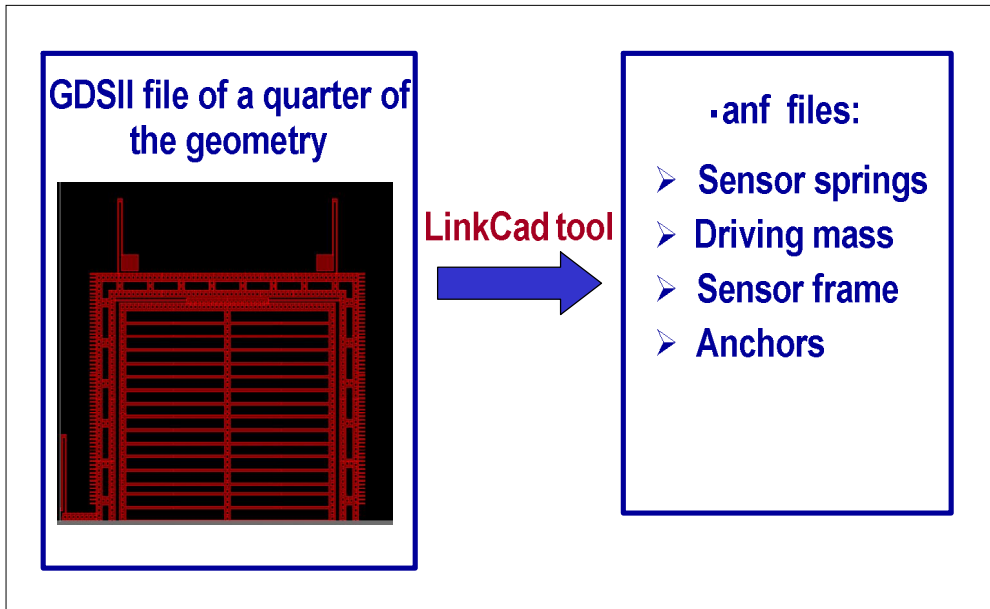 GDSII file of a quarter of
the geometry
LinkCad tool
▪anf files:
➢ Sensor springs
➢ Driving mass
➢ Sensor frame
➢ Anchors